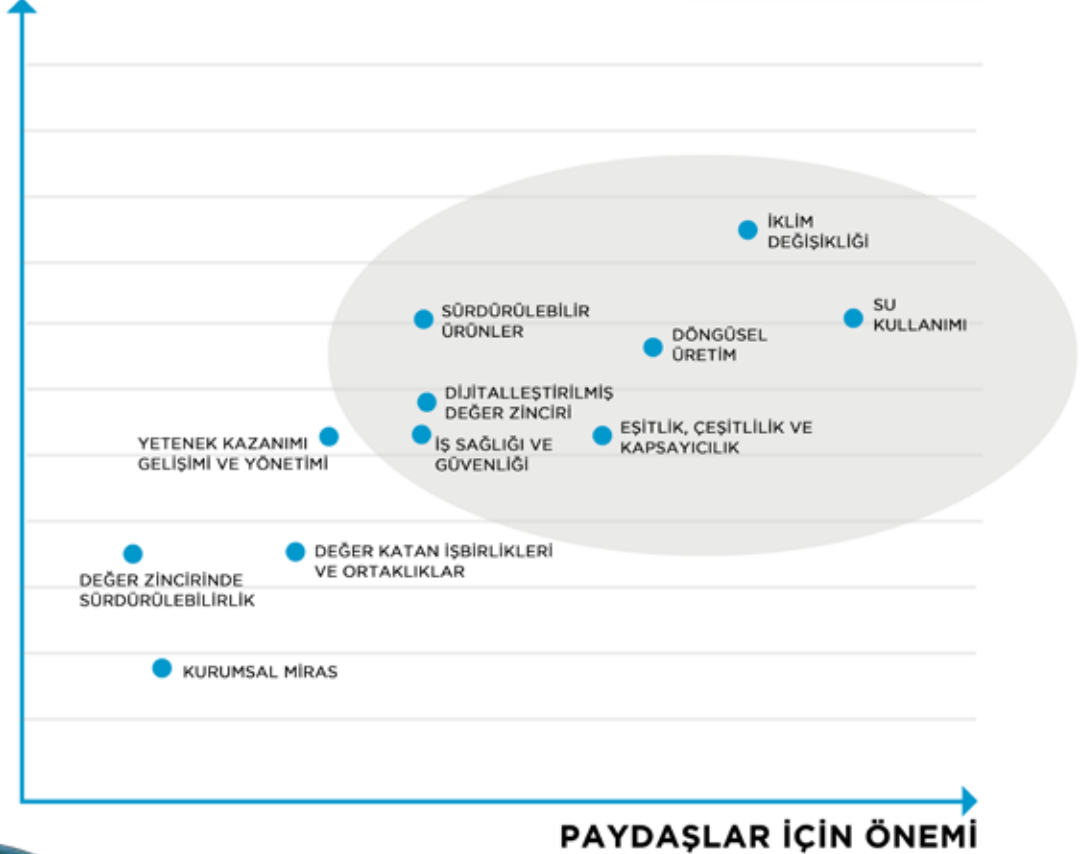 İKLİM
DEĞİŞİKLİĞİ
SU
KULLANIMI
SÜRDÜRÜLEBİLİR
ÜRÜNLER
DÖNGÜSEL
ÜRETİM
DİJİTALLEŞTİRİLMİŞ
DEĞER ZİNCİRİ
EŞİTLİK, ÇEŞİTLİLİK VE
KAPSAYICILIK
İŞ SAĞLIĞI VE
GÜVENLİĞİ
YETENEK KAZANIMI
GELİŞİMİ VE YÖNETİMİ
DEĞER KATAN İŞBİRLİKLERİ
VE ORTAKLIKLAR
DEĞER ZİNCİRİNDE
SÜRDÜRÜLEBİLİRLİK
KURUMSAL MİRAS
PAYDAŞLAR İÇİN ÖNEMİ